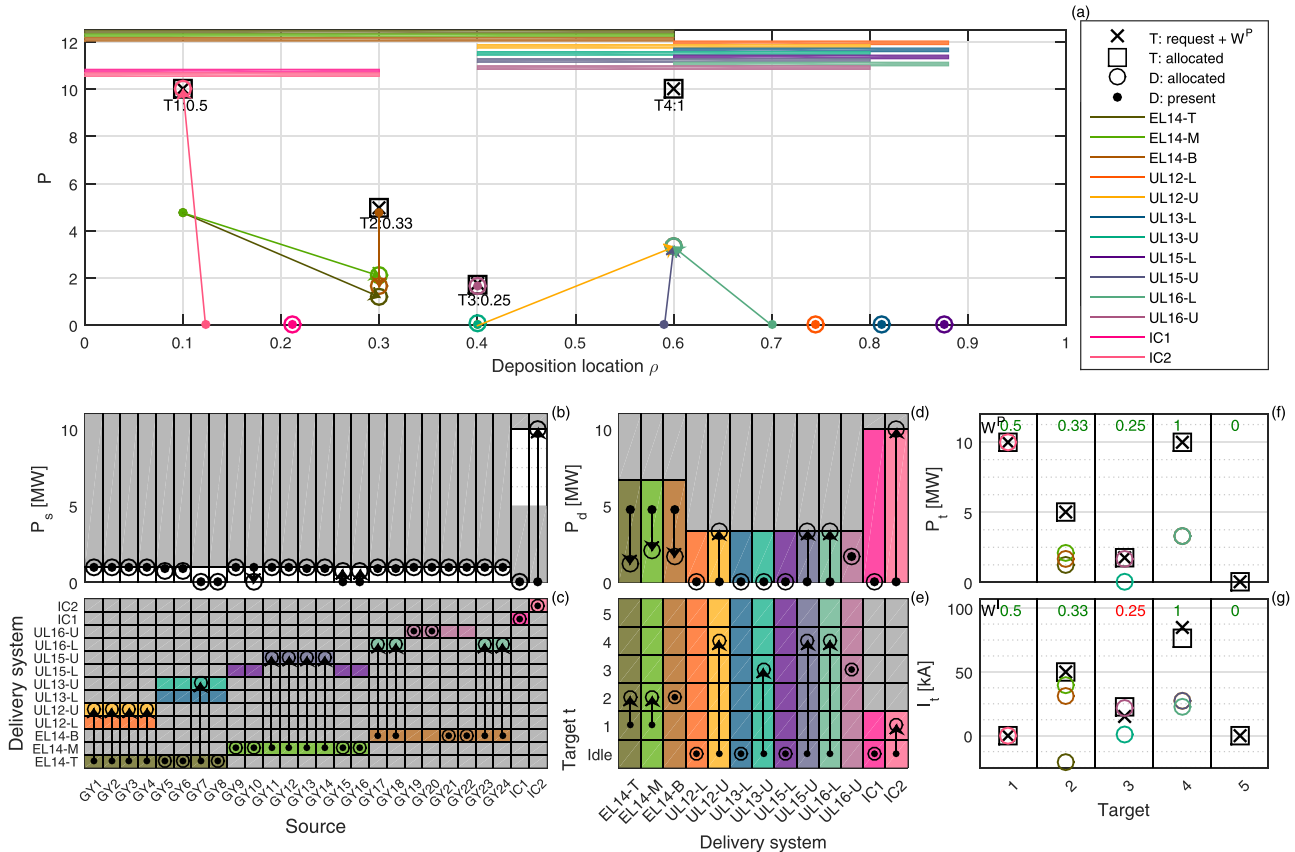 (a)
12
10
8
6
4
2
0
P
T1:0.5
T2:0.33
T3:0.25
T4:1
0
0.1
0.2
0.3
0.4
0.5
0.6
0.7
0.8
0.9
1
Deposition location ρ
T: request + W^P
T: allocated
D: allocated
D: present
EL14-T
EL14-M
EL14-B
UL12-L
UL12-U
UL13-L
UL13-U
UL15-L
UL15-U
UL16-L
UL16-U
IC1
IC2
(b)
10
5
0
P_s [MW]
(c)
IC2
IC1
UL16-U
UL16-L
UL15-U
UL15-L
UL13-U
UL13-L
UL12-U
UL12-L
EL14-B
EL14-M
EL14-T
Delivery system
GY1
GY2
GY3
GY4
GY5
GY6
GY7
GY8
GY9
GY10
GY11
GY12
GY13
GY14
GY15
GY16
GY17
GY18
GY19
GY20
GY21
GY22
GY23
GY24
IC1
IC2
Source
(d)
10
5
0
P_d [MW]
(e)
5
4
3
2
1
Idle
Target t
EL14-T
EL14-M
EL14-B
UL12-L
UL12-U
UL13-L
UL13-U
UL15-L
UL15-U
UL16-L
UL16-U
IC1
IC2
Delivery system
(f)
W^P
0.5
0.33
0.25
1
0
10
5
0
P_t [MW]
(g)
W^I
0.5
0.33
0.25
1
0
100
50
0
I_t [kA]
1
2
3
4
5
Target